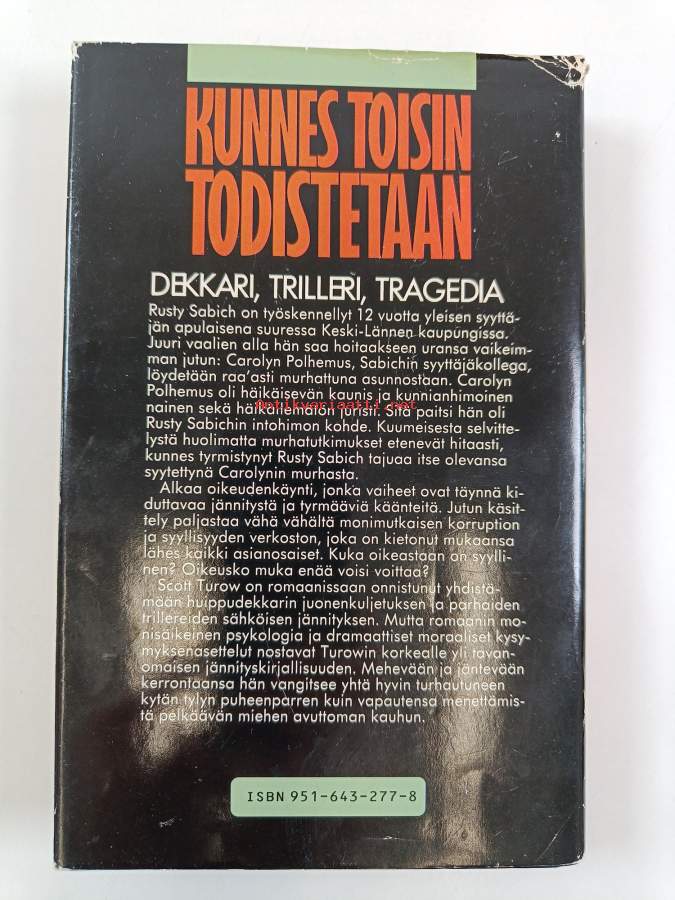 KUNNES TOISIN
TODISTETAAN
DEKKARI, TRILLERI, TRAGEDIA
Rusty Sabich on työskennellyt 12 vuotta yleisen syyttä-
jän apulaisena suuressa Keski-Lännen kaupungissa.
Juuri vaalien alla hän saa hoitaakseen uransa vaikeim-
man jutun: Carolyn Polhemus, Sabichin syyttäjäkollega,
löydetään raa'asti murhattuna asunnostaan. Carolyn
Polhemus oli häikäisevän kaunis ja kunnianhimoinen
nainen sekä häikäilemätön juristi. Sitä paitsi hän oli
Antikvariaatti.net
Rusty Sabichin intohimon kohde. Kuumeisesta selvitte-
lystä huolimatta murhatutkimukset etenevät hitaasti,
kunnes tyrmistynyt Rusty Sabich tajuaa itse olevansa
syytettynä Carolynin murhasta.
Alkaa oikeudenkäynti, jonka vaiheet ovat täynnä ki-
duttavaa jännitystä ja tyrmääviä käänteitä. Jutun käsit-
tely paljastaa vähä vähältä monimutkaisen korruption
ja syyllisyyden verkoston, joka on kietonut mukaansa
lähes kaikki asianosaiset. Kuka oikeastaan on syylli-
nen? Oikeusko muka enää voisi voittaa?
Scott Turow on romaanissaan onnistunut yhdistä-
mään huippudekkarin juonenkuljetuksen ja parhaiden
trillereiden sähköisen jännityksen. Mutta romaanin mo-
nisäikeinen psykologia ja dramaattiset moraaliset kysy-
myksenasettelut nostavat Turowin korkealle yli tavan-
omaisen jännityskirjallisuuden. Mehevään ja jäntevään
kerrontaansa hän vangitsee yhtä hyvin turhautuneen
kytän tylyn puheenparren kuin vapautensa menettämis-
tä pelkäävän miehen avuttoman kauhun.
ISBN 951-643-277-8